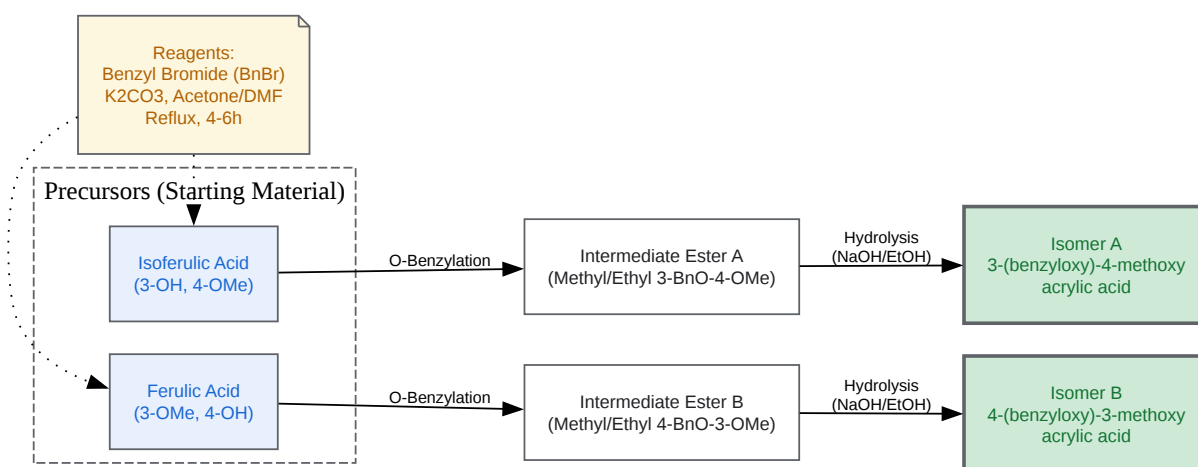 Reagents:
Benzyl Bromide (BnBr)
K2CO3, Acetone/DMF
Reflux, 4-6h
Precursors (Starting Material)
Isoferulic Acid
(3-OH, 4-OMe)
O-Benzylation
Intermediate Ester A
(Methyl/Ethyl 3-BnO-4-OMe)
Hydrolysis
(NaOH/EtOH)
Isomer A
3-(benzyloxy)-4-methoxy
acrylic acid
Ferulic Acid
(3-OMe, 4-OH)
O-Benzylation
Intermediate Ester B
(Methyl/Ethyl 4-BnO-3-OMe)
Hydrolysis
(NaOH/EtOH)
Isomer B
4-(benzyloxy)-3-methoxy
acrylic acid